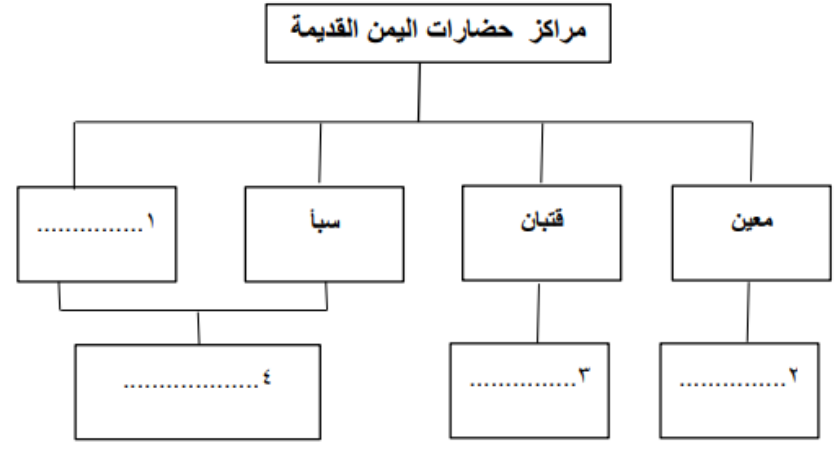 مراكز حضارات اليمن القديمة
معين
قتبان
سبأ
١...............
٢...............
٣...............
٤...................